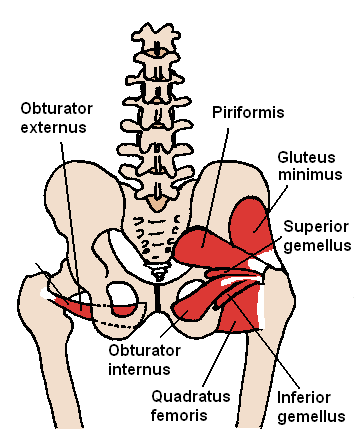 Obturator
externus
Piriformis
Gluteus
minimus
Superior
gemellus
Obturator
internus
Quadratus
femoris
Inferior
gemellus